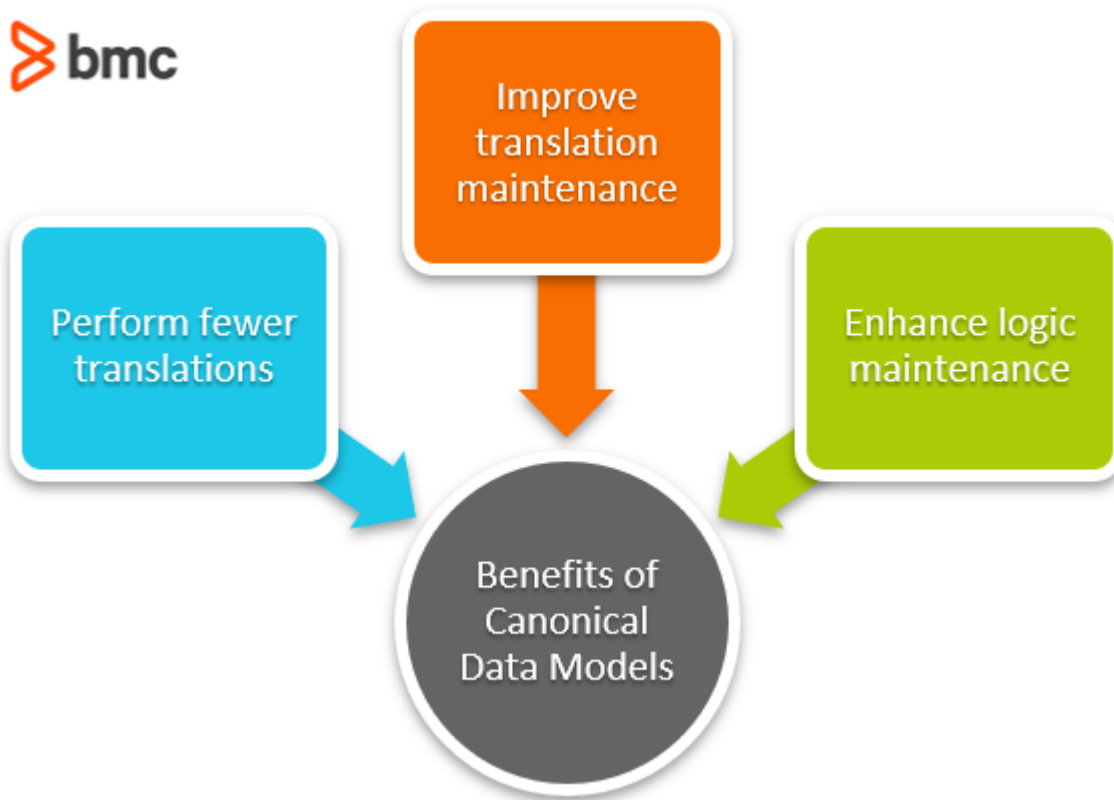 bmc
Improve
translation
maintenance
Perform fewer
translations
Enhance logic
maintenance
Benefits of
Canonical
Data Models